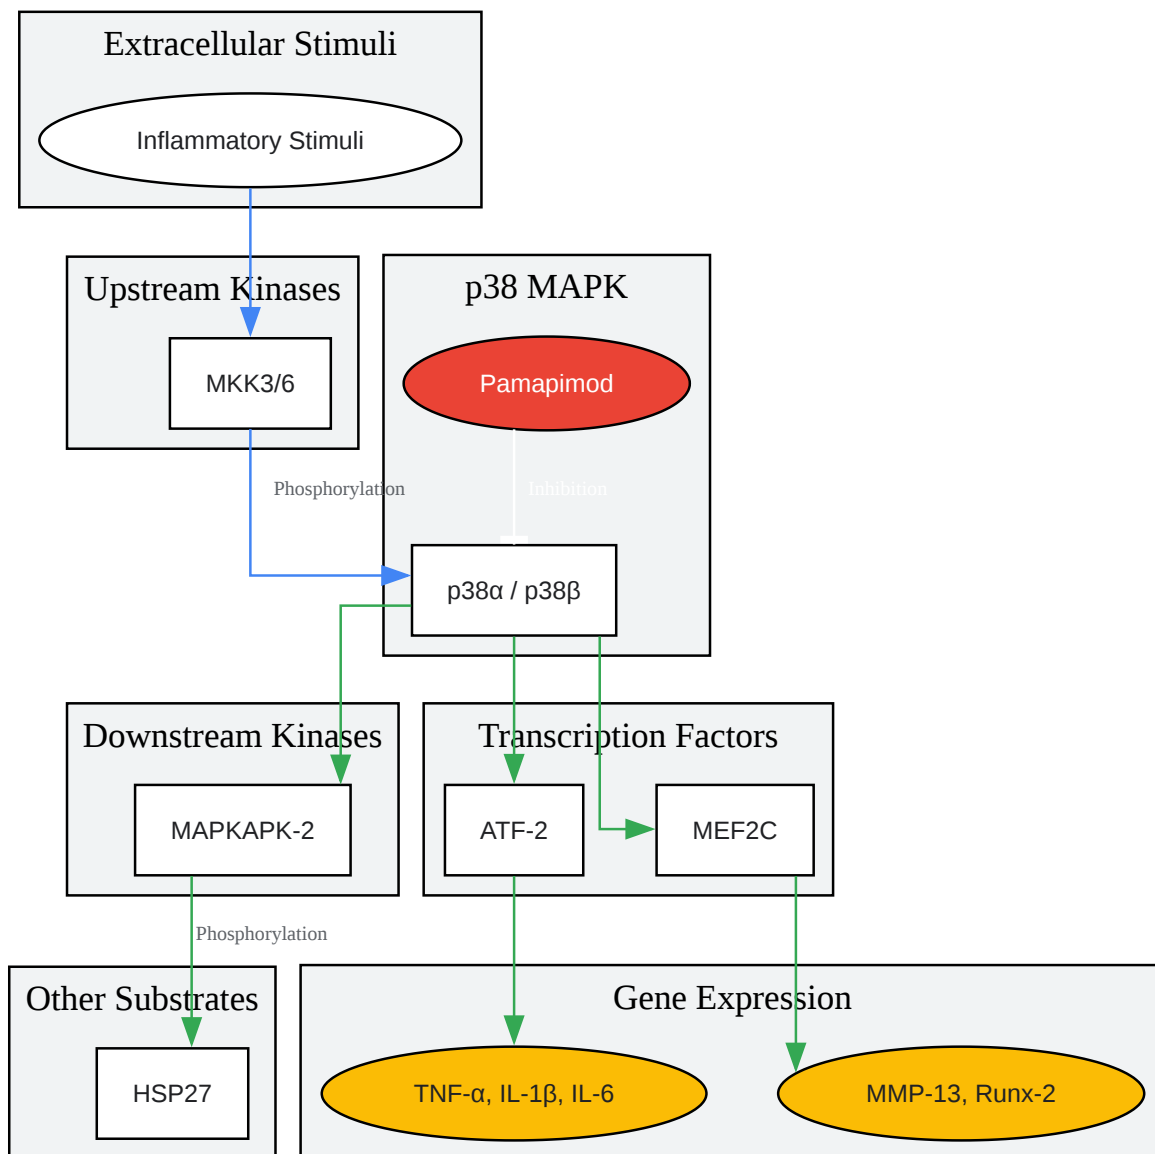 Extracellular Stimuli
Inflammatory Stimuli
Upstream Kinases
MKK3/6
p38 MAPK
Pamapimod
Phosphorylation
Inhibition
p38α / p38β
Downstream Kinases
MAPKAPK-2
Transcription Factors
ATF-2
MEF2C
Phosphorylation
Other Substrates
HSP27
Gene Expression
TNF-α, IL-1β, IL-6
MMP-13, Runx-2